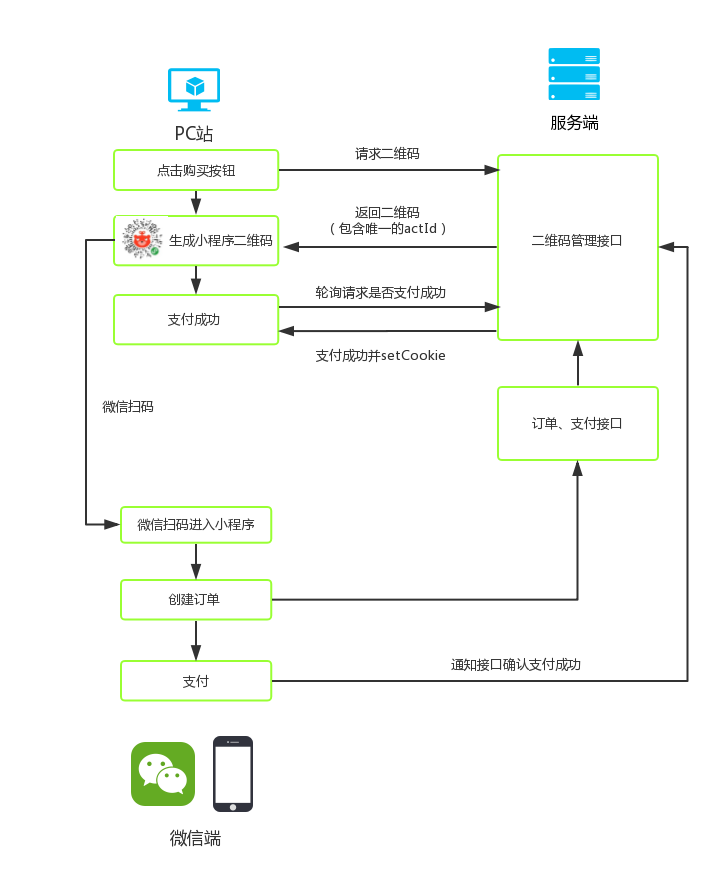 PC站
服务端
点击购买按钮
请求二维码
返回二维码
（包含唯一的actId）
生成小程序二维码
二维码管理接口
轮询请求是否支付成功
支付成功
支付成功并setCookie
微信扫码
订单、支付接口
微信扫码进入小程序
创建订单
通知接口确认支付成功
支付
微信端